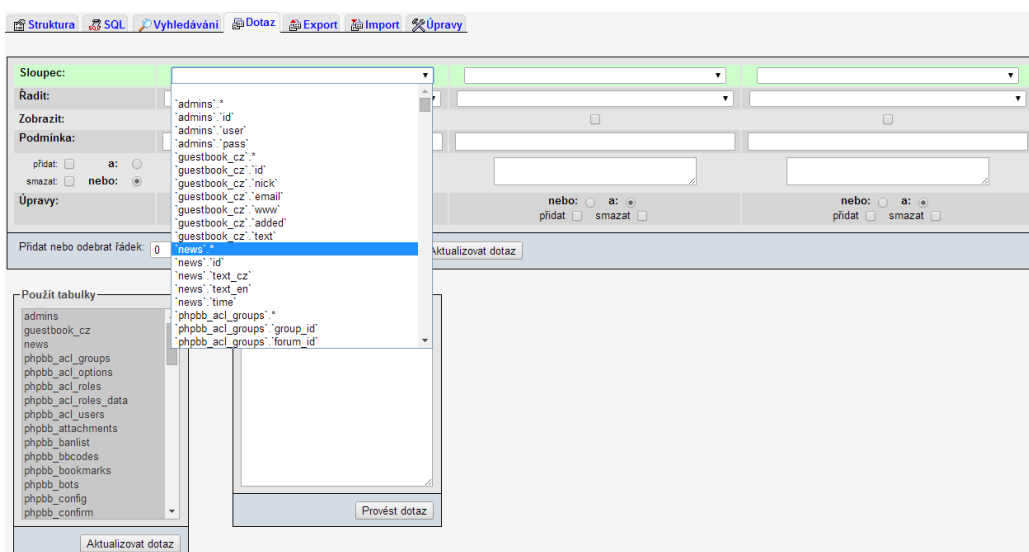 Struktura SQL Vyhledávání Dotaz Export Import Úpravy
Sloupec:
Řadit:
Zobrazit:
Podmínka:
přidat: a:
smazat: nebo:
Úpravy:
`admins`.*
`admins`.`id`
`admins`.`user`
`admins`.`pass`
`guestbook_cz`.*
`guestbook_cz`.`id`
`guestbook_cz`.`nick`
`guestbook_cz`.`email`
`guestbook_cz`.`www`
`guestbook_cz`.`added`
`guestbook_cz`.`text`
`news`.*
`news`.`id`
`news`.`text_cz`
`news`.`text_en`
`news`.`time`
`phpbb_acl_groups`.*
`phpbb_acl_groups`.`group_id`
`phpbb_acl_groups`.`forum_id`
nebo: a:
přidat smazat
nebo: a:
přidat smazat
Přidat nebo odebrat řádek: 0
Aktualizovat dotaz
Použít tabulky
admins
guestbook_cz
news
phpbb_acl_groups
phpbb_acl_options
phpbb_acl_roles
phpbb_acl_roles_data
phpbb_acl_users
phpbb_attachments
phpbb_banlist
phpbb_bbcodes
phpbb_bookmarks
phpbb_bots
phpbb_config
phpbb_confirm
Aktualizovat dotaz
Provést dotaz